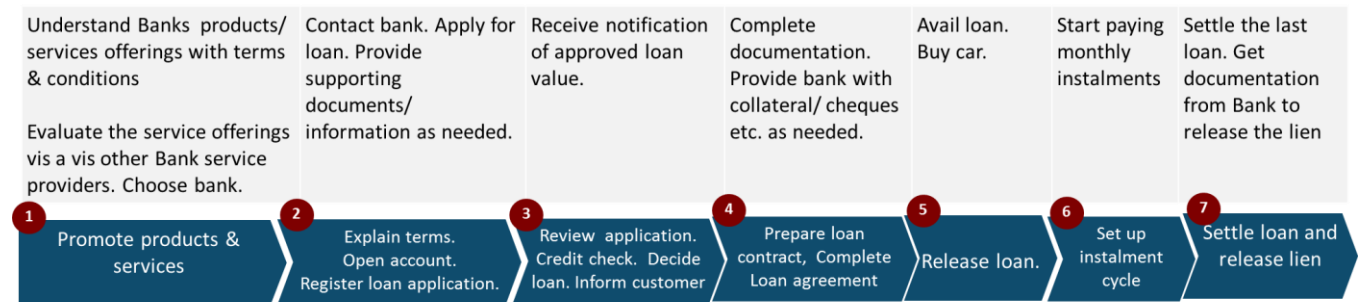 Understand Banks products/
services offerings with terms
& conditions
Evaluate the service offerings
vis a vis other Bank service
providers. Choose bank.
Contact bank. Apply for
loan. Provide
supporting
documents/
information as needed.
Receive notification
of approved loan
value.
Complete
documentation.
Provide bank with
collateral/ cheques
etc. as needed.
Avail loan.
Buy car.
Start paying
monthly
instalments
Settle the last
loan. Get
documentation
from Bank to
release the lien
1
Promote products &
services
2
Explain terms.
Open account.
Register loan application.
3
Review application.
Credit check. Decide
loan. Inform customer
4
Prepare loan
contract, Complete
Loan agreement
5
Release loan.
6
Set up
instalment
cycle
7
Settle loan and
release lien